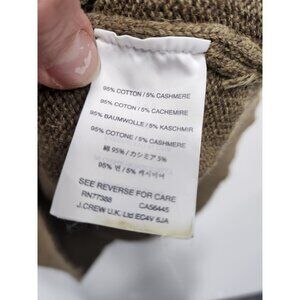 95% COTTON / 5% CASHMERE
95% COTON / 5% CACHEMIRE
95% BAUMWOLLE / 5% KASCHMIR
95% COTONE / 5% CASHMERE
綿 95% / カシミア 5%
95% 면 / 5% 캐시미어
SEE REVERSE FOR CARE
RN77388 CA56445
J.CREW U.K. Ltd EC4V 6JA